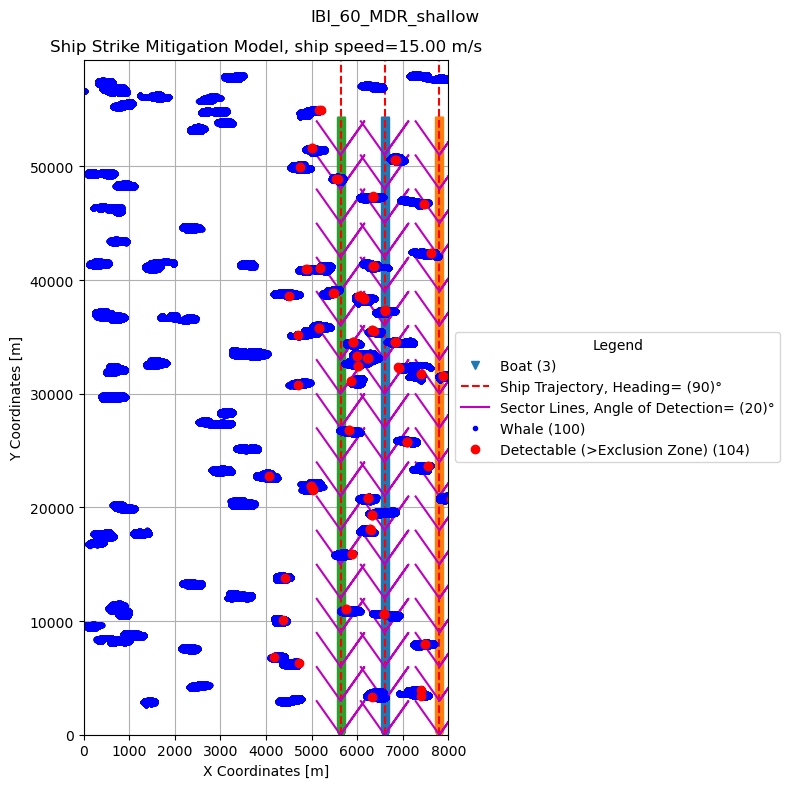 IBI_60_MDR_shallow
Ship Strike Mitigation Model, ship speed=15.00 m/s
Y Coordinates [m]
50000
40000
30000
20000
10000
0
0 1000 2000 3000 4000 5000 6000 7000 8000
X Coordinates [m]
Legend
Boat (3)
Ship Trajectory, Heading= (90)°
Sector Lines, Angle of Detection= (20)°
Whale (100)
Detectable (>Exclusion Zone) (104)